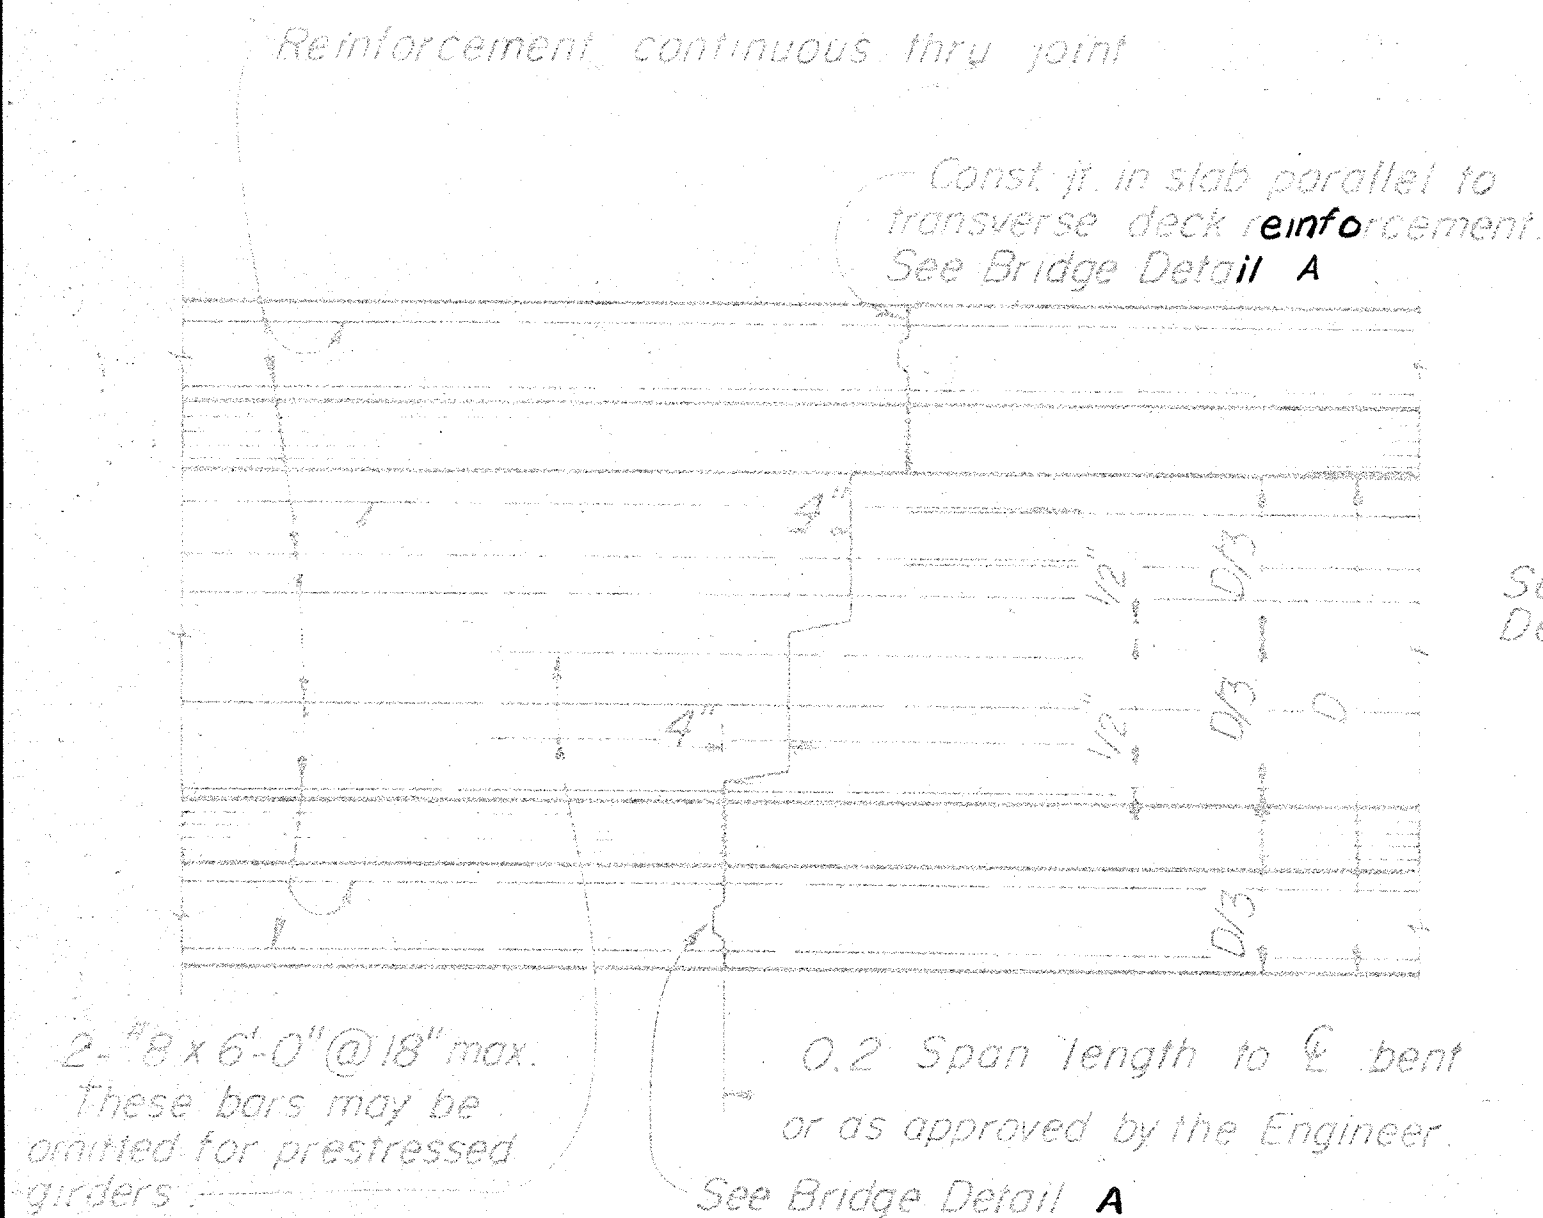 Reinforcement continuous thru joint
Const. jt. in slab parallel to
transverse deck reinforcement.
See Bridge Detail A
4"
1/2"
D/3
4"
1/2"
D/3
D
D/3
2-#8 x 6'-0" @ 18" max.
These bars may be
omitted for prestressed
girders
0.2 Span length to ℄ bent
or as approved by the Engineer.
See Bridge Detail A